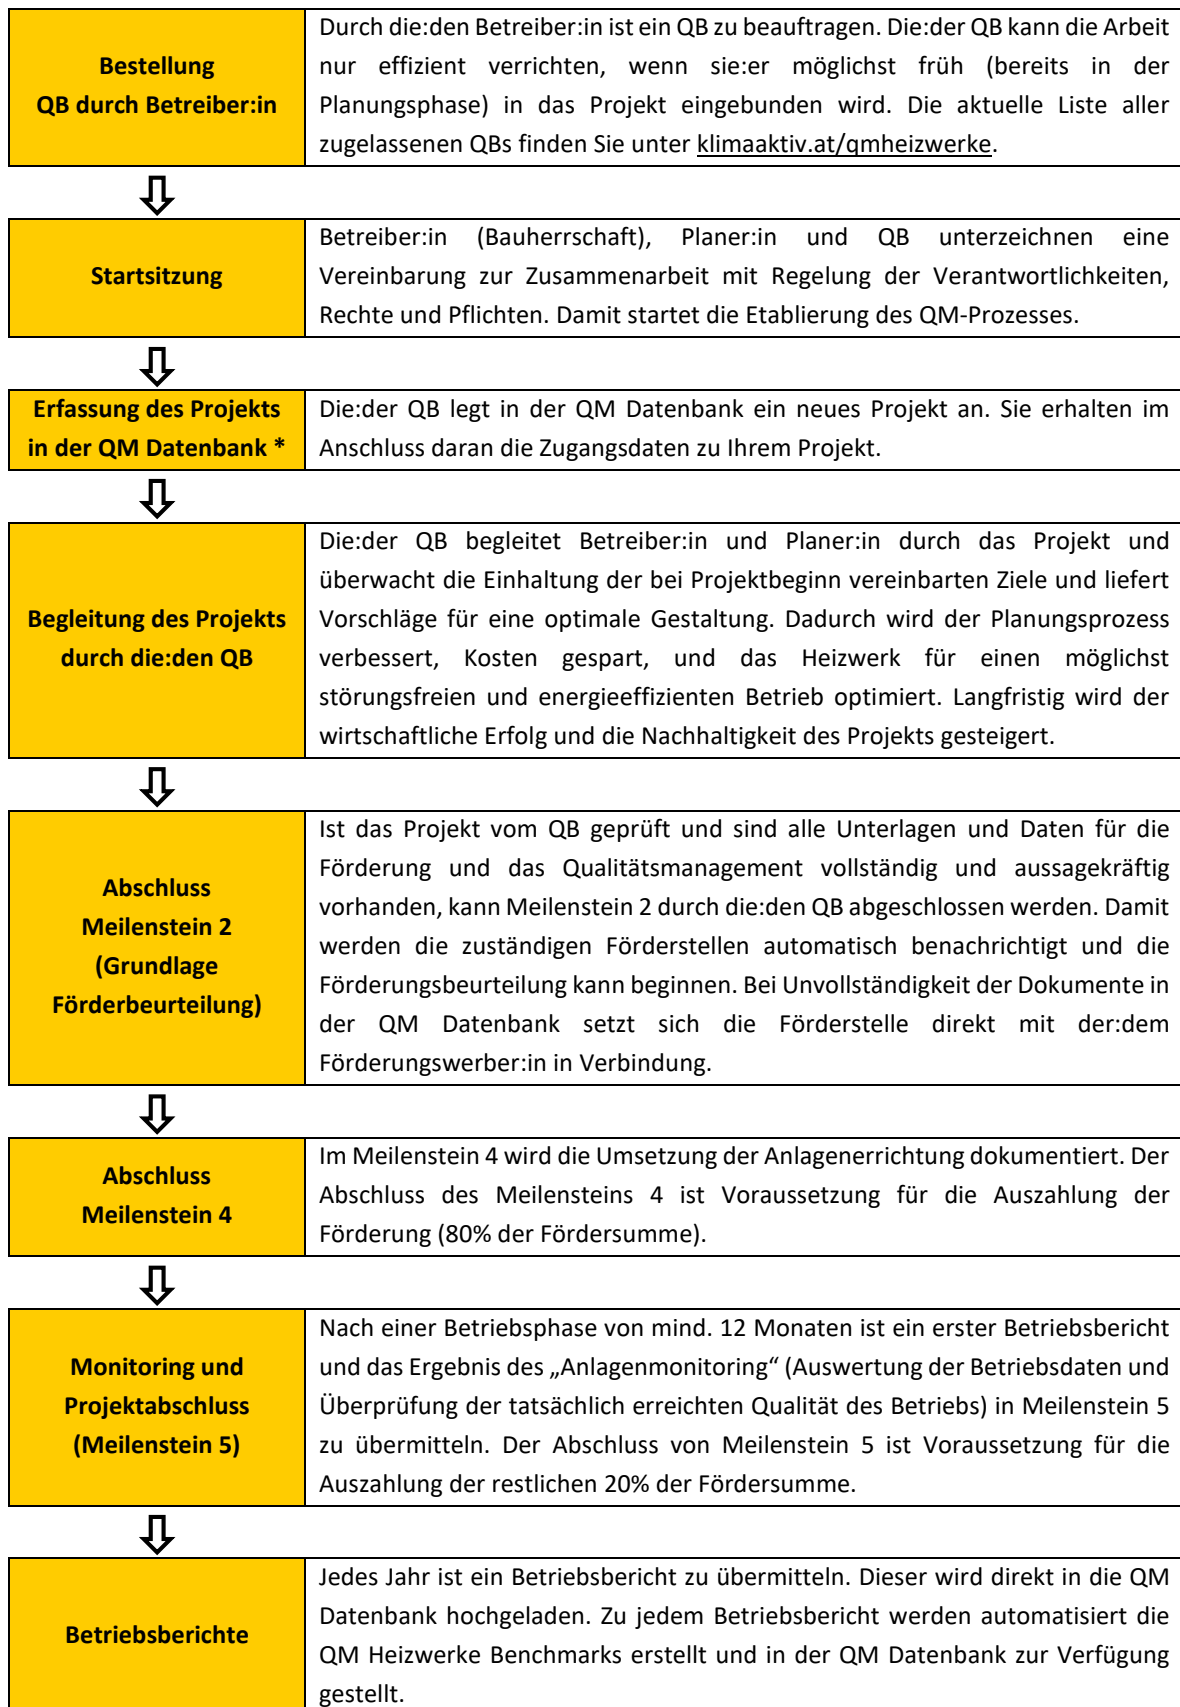 Bestellung
QB durch Betreiber:in
Durch die:den Betreiber:in ist ein QB zu beauftragen. Die:der QB kann die Arbeit
nur effizient verrichten, wenn sie:er möglichst früh (bereits in der
Planungsphase) in das Projekt eingebunden wird. Die aktuelle Liste aller
zugelassenen QBs finden Sie unter klimaaktiv.at/qmheizwerke.
Startsitzung
Betreiber:in (Bauherrschaft), Planer:in und QB unterzeichnen eine
Vereinbarung zur Zusammenarbeit mit Regelung der Verantwortlichkeiten,
Rechte und Pflichten. Damit startet die Etablierung des QM-Prozesses.
Erfassung des Projekts
in der QM Datenbank *
Die:der QB legt in der QM Datenbank ein neues Projekt an. Sie erhalten im
Anschluss daran die Zugangsdaten zu Ihrem Projekt.
Begleitung des Projekts
durch die:den QB
Die:der QB begleitet Betreiber:in und Planer:in durch das Projekt und
überwacht die Einhaltung der bei Projektbeginn vereinbarten Ziele und liefert
Vorschläge für eine optimale Gestaltung. Dadurch wird der Planungsprozess
verbessert, Kosten gespart, und das Heizwerk für einen möglichst
störungsfreien und energieeffizienten Betrieb optimiert. Langfristig wird der
wirtschaftliche Erfolg und die Nachhaltigkeit des Projekts gesteigert.
Abschluss
Meilenstein 2
(Grundlage
Förderbeurteilung)
Ist das Projekt vom QB geprüft und sind alle Unterlagen und Daten für die
Förderung und das Qualitätsmanagement vollständig und aussagekräftig
vorhanden, kann Meilenstein 2 durch die:den QB abgeschlossen werden. Damit
werden die zuständigen Förderstellen automatisch benachrichtigt und die
Förderungsbeurteilung kann beginnen. Bei Unvollständigkeit der Dokumente in
der QM Datenbank setzt sich die Förderstelle direkt mit der:dem
Förderungswerber:in in Verbindung.
Abschluss
Meilenstein 4
Im Meilenstein 4 wird die Umsetzung der Anlagenerrichtung dokumentiert. Der
Abschluss des Meilensteins 4 ist Voraussetzung für die Auszahlung der
Förderung (80% der Fördersumme).
Monitoring und
Projektabschluss
(Meilenstein 5)
Nach einer Betriebsphase von mind. 12 Monaten ist ein erster Betriebsbericht
und das Ergebnis des „Anlagenmonitoring“ (Auswertung der Betriebsdaten und
Überprüfung der tatsächlich erreichten Qualität des Betriebs) in Meilenstein 5
zu übermitteln. Der Abschluss von Meilenstein 5 ist Voraussetzung für die
Auszahlung der restlichen 20% der Fördersumme.
Betriebsberichte
Jedes Jahr ist ein Betriebsbericht zu übermitteln. Dieser wird direkt in die QM
Datenbank hochgeladen. Zu jedem Betriebsbericht werden automatisiert die
QM Heizwerke Benchmarks erstellt und in der QM Datenbank zur Verfügung
gestellt.